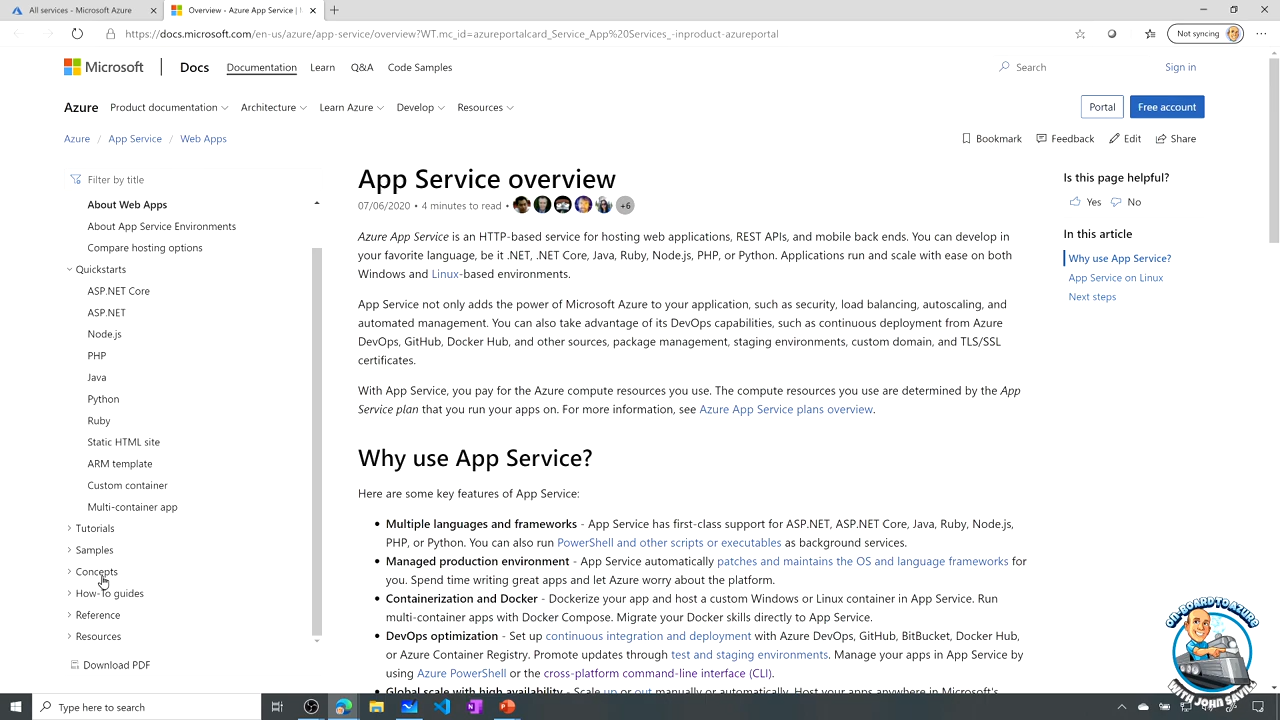 All services - Microsoft Azure
Overview - Azure App Service |
https://docs.microsoft.com/en-us/azure/app-service/overview?WT.mc_id=azureportalcard_Service_App%20Services_-inproduct-azureportal
Not syncing
Microsoft
Docs
Documentation
Learn
Q&A
Code Samples
Search
Sign in
Azure
Product documentation
Architecture
Learn Azure
Develop
Resources
Portal
Free account
Azure / App Service / Web Apps
Bookmark
Feedback
Edit
Share
Filter by title
About Web Apps
About App Service Environments
Compare hosting options
Quickstarts
ASP.NET Core
ASP.NET
Node.js
PHP
Java
Python
Ruby
Static HTML site
ARM template
Custom container
Multi-container app
Tutorials
Samples
Concepts
How-To guides
Reference
Resources
Download PDF
App Service overview
07/06/2020 • 4 minutes to read • +6
Azure App Service is an HTTP-based service for hosting web applications, REST APIs, and mobile back ends. You can develop in
your favorite language, be it .NET, .NET Core, Java, Ruby, Node.js, PHP, or Python. Applications run and scale with ease on both
Windows and Linux-based environments.
App Service not only adds the power of Microsoft Azure to your application, such as security, load balancing, autoscaling, and
automated management. You can also take advantage of its DevOps capabilities, such as continuous deployment from Azure
DevOps, GitHub, Docker Hub, and other sources, package management, staging environments, custom domain, and TLS/SSL
certificates.
With App Service, you pay for the Azure compute resources you use. The compute resources you use are determined by the App
Service plan that you run your apps on. For more information, see Azure App Service plans overview.
Why use App Service?
Here are some key features of App Service:
• Multiple languages and frameworks - App Service has first-class support for ASP.NET, ASP.NET Core, Java, Ruby, Node.js,
PHP, or Python. You can also run PowerShell and other scripts or executables as background services.
• Managed production environment - App Service automatically patches and maintains the OS and language frameworks for
you. Spend time writing great apps and let Azure worry about the platform.
• Containerization and Docker - Dockerize your app and host a custom Windows or Linux container in App Service. Run
multi-container apps with Docker Compose. Migrate your Docker skills directly to App Service.
• DevOps optimization - Set up continuous integration and deployment with Azure DevOps, GitHub, BitBucket, Docker Hub,
or Azure Container Registry. Promote updates through test and staging environments. Manage your apps in App Service by
using Azure PowerShell or the cross-platform command-line interface (CLI).
• Global scale with high availability - Scale up or out manually or automatically. Host your apps anywhere in Microsoft's
Is this page helpful?
Yes
No
In this article
Why use App Service?
App Service on Linux
Next steps
ON-BOARD TO AZURE
WITH JOHN SAVILL
Type here to search